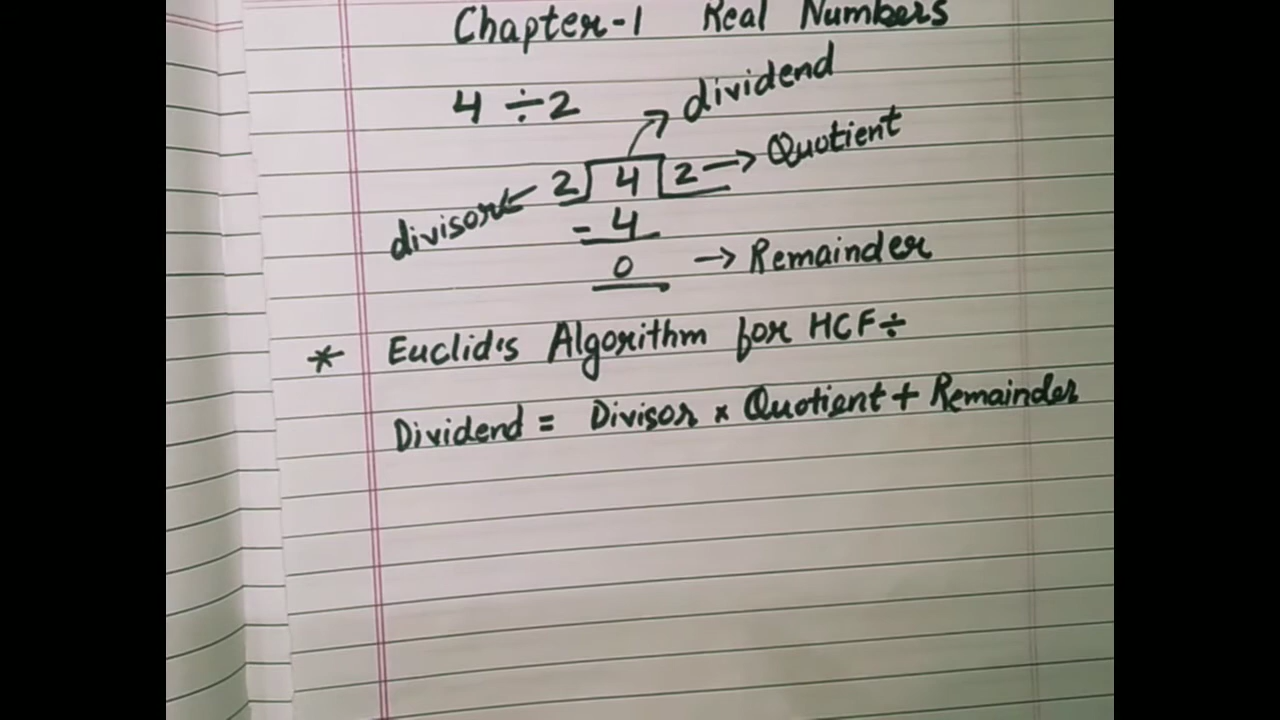 Chapter-1 Real Numbers
4 ÷ 2
dividend
2) 4 [2 → Quotient
divisor
- 4
0 → Remainder
* Euclid's Algorithm for HCF ÷
Dividend = Divisor × Quotient + Remainder